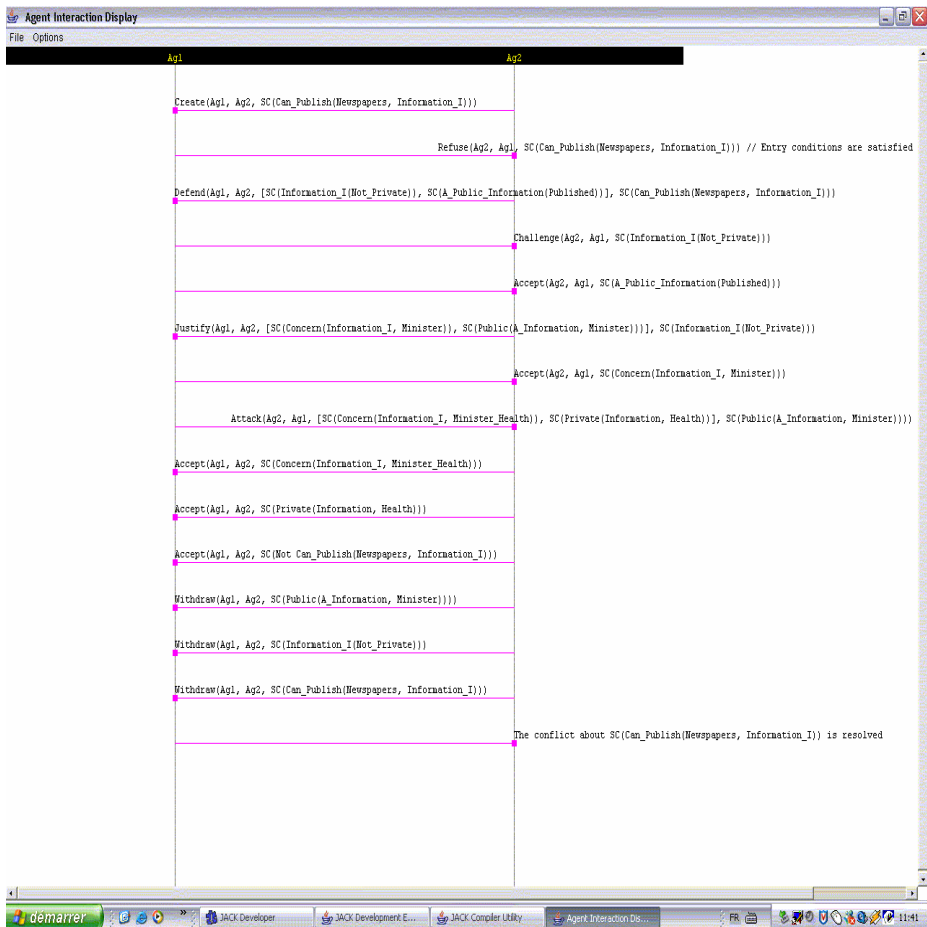 Agent Interaction Display
File Options
Ag1 Ag2
Create(Ag1, Ag2, SC(Can_Publish(Newspapers, Information_I)))
Refuse(Ag2, Ag1, SC(Can_Publish(Newspapers, Information_I))) // Entry conditions are satisfied
Defend(Ag1, Ag2, [SC(Information_I(Not_Private)), SC(A_Public_Information(Published))], SC(Can_Publish(Newspapers, Information_I)))
Challenge(Ag2, Ag1, SC(Information_I(Not_Private)))
Accept(Ag2, Ag1, SC(A_Public_Information(Published)))
Justify(Ag1, Ag2, [SC(Concern(Information_I, Minister)), SC(Public(A_Information, Minister)))], SC(Information_I(Not_Private)))
Accept(Ag2, Ag1, SC(Concern(Information_I, Minister)))
Attack(Ag2, Ag1, [SC(Concern(Information_I, Minister_Health)), SC(Private(Information, Health))], SC(Public(A_Information, Minister))))
Accept(Ag1, Ag2, SC(Concern(Information_I, Minister_Health)))
Accept(Ag1, Ag2, SC(Private(Information, Health)))
Accept(Ag1, Ag2, SC(Not Can_Publish(Newspapers, Information_I)))
Withdraw(Ag1, Ag2, SC(Public(A_Information, Minister))))
Withdraw(Ag1, Ag2, SC(Information_I(Not_Private)))
Withdraw(Ag1, Ag2, SC(Can_Publish(Newspapers, Information_I)))
The conflict about SC(Can_Publish(Newspapers, Information_I)) is resolved
démarrer » JACK Developer JACK Development E... JACK Compiler Utility Agent Interaction Dis... FR 11:41